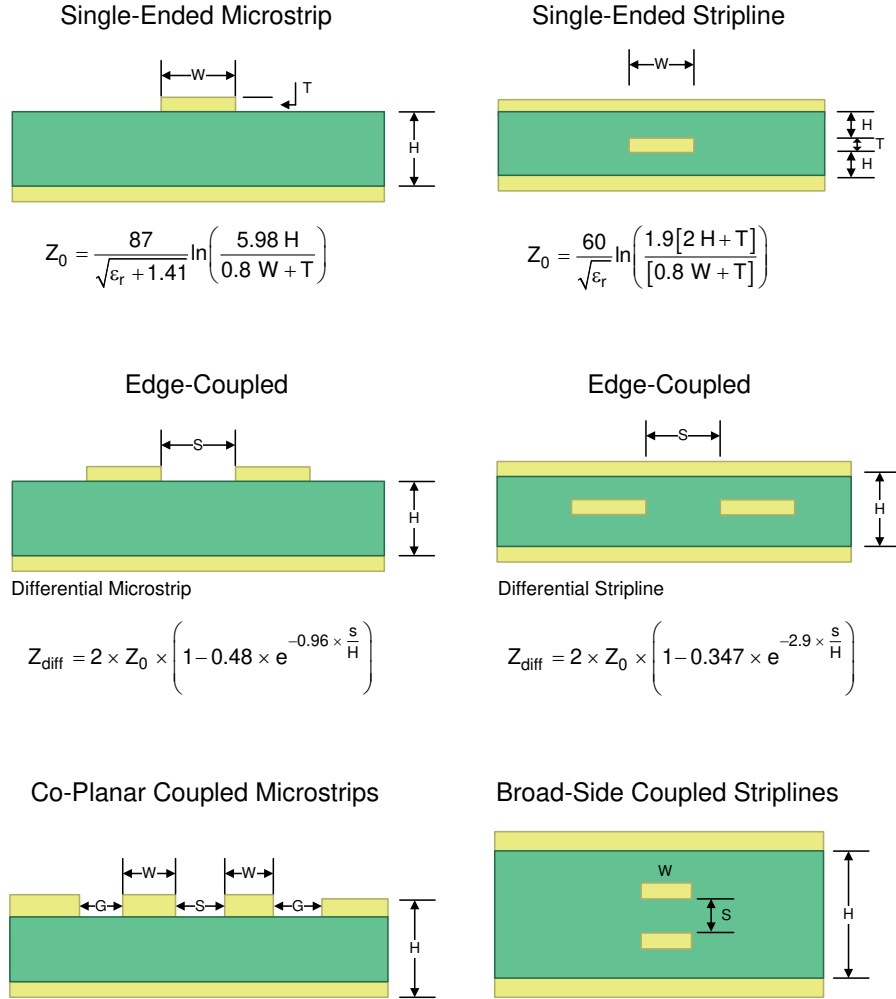 Single-Ended Microstrip
W
T
H
Z₀ = 87 / √(εᵣ + 1.41) ln(5.98 H / 0.8 W + T)
Single-Ended Stripline
W
H
T
H
Z₀ = 60 / √εᵣ ln(1.9[2 H + T] / [0.8 W + T])
Edge-Coupled
S
H
Differential Microstrip
Z_diff = 2 × Z₀ × (1 – 0.48 × e^(–0.96 × s/H))
Edge-Coupled
S
H
Differential Stripline
Z_diff = 2 × Z₀ × (1 – 0.347 × e^(–2.9 × s/H))
Co-Planar Coupled Microstrips
W W
G S G
H
Broad-Side Coupled Striplines
W
S
H